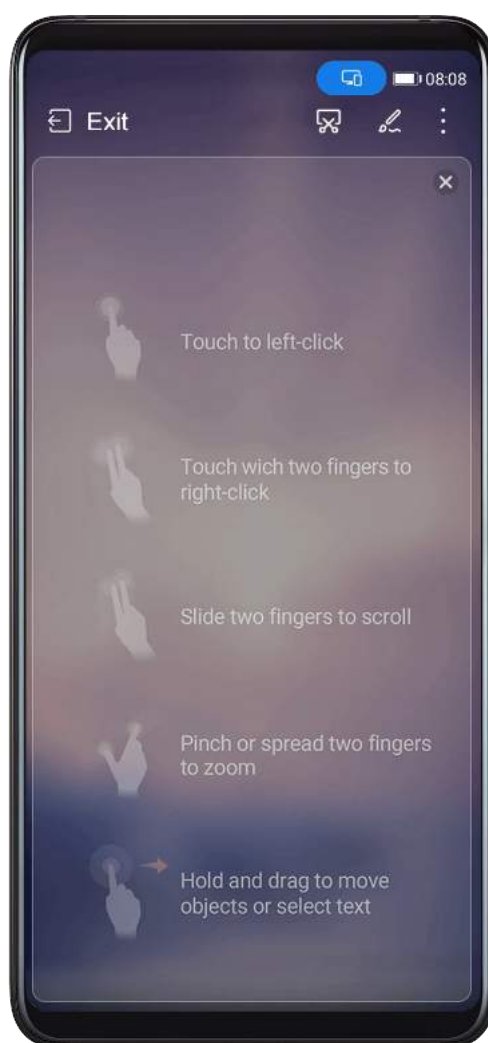 08:08
Exit
Touch to left-click
Touch wich two fingers to
right-click
Slide two fingers to scroll
Pinch or spread two fingers
to zoom
Hold and drag to move
objects or select text